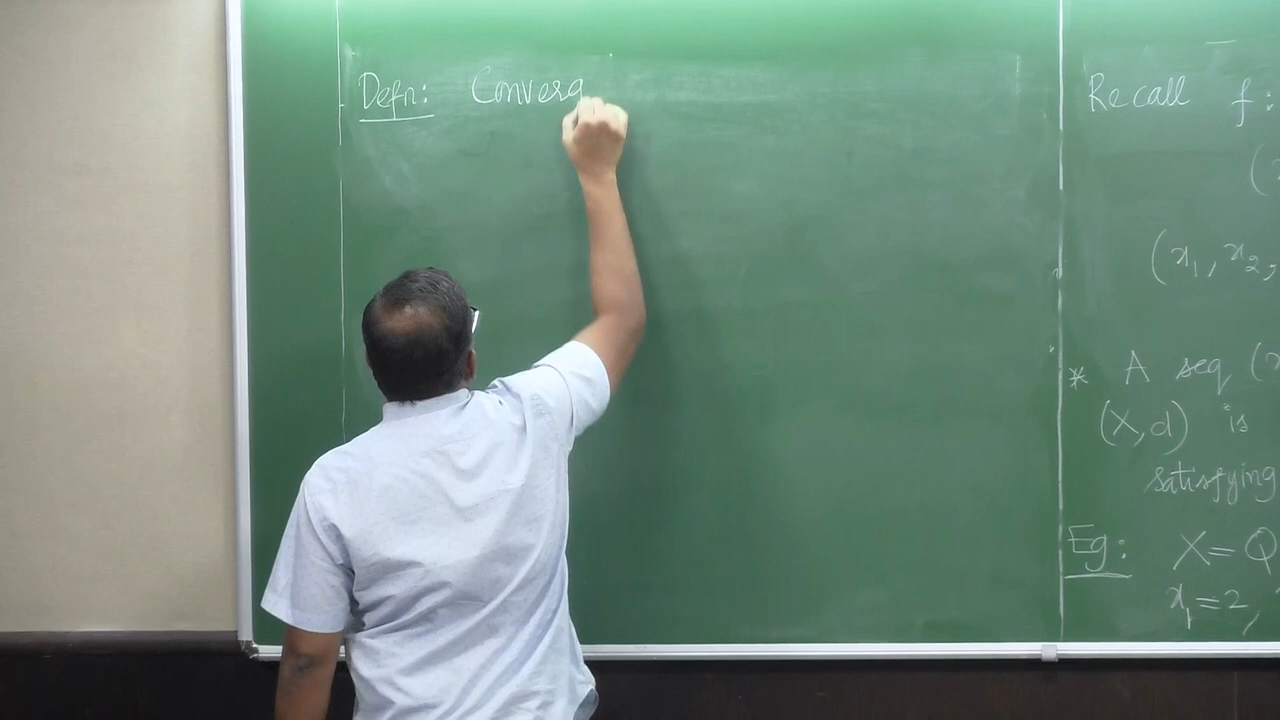 Defn: Converg
Recall f:
(x₁, x₂,
* A seq (x
(X,d) is
satisfying
Eg: X = Q
x₁ = 2,